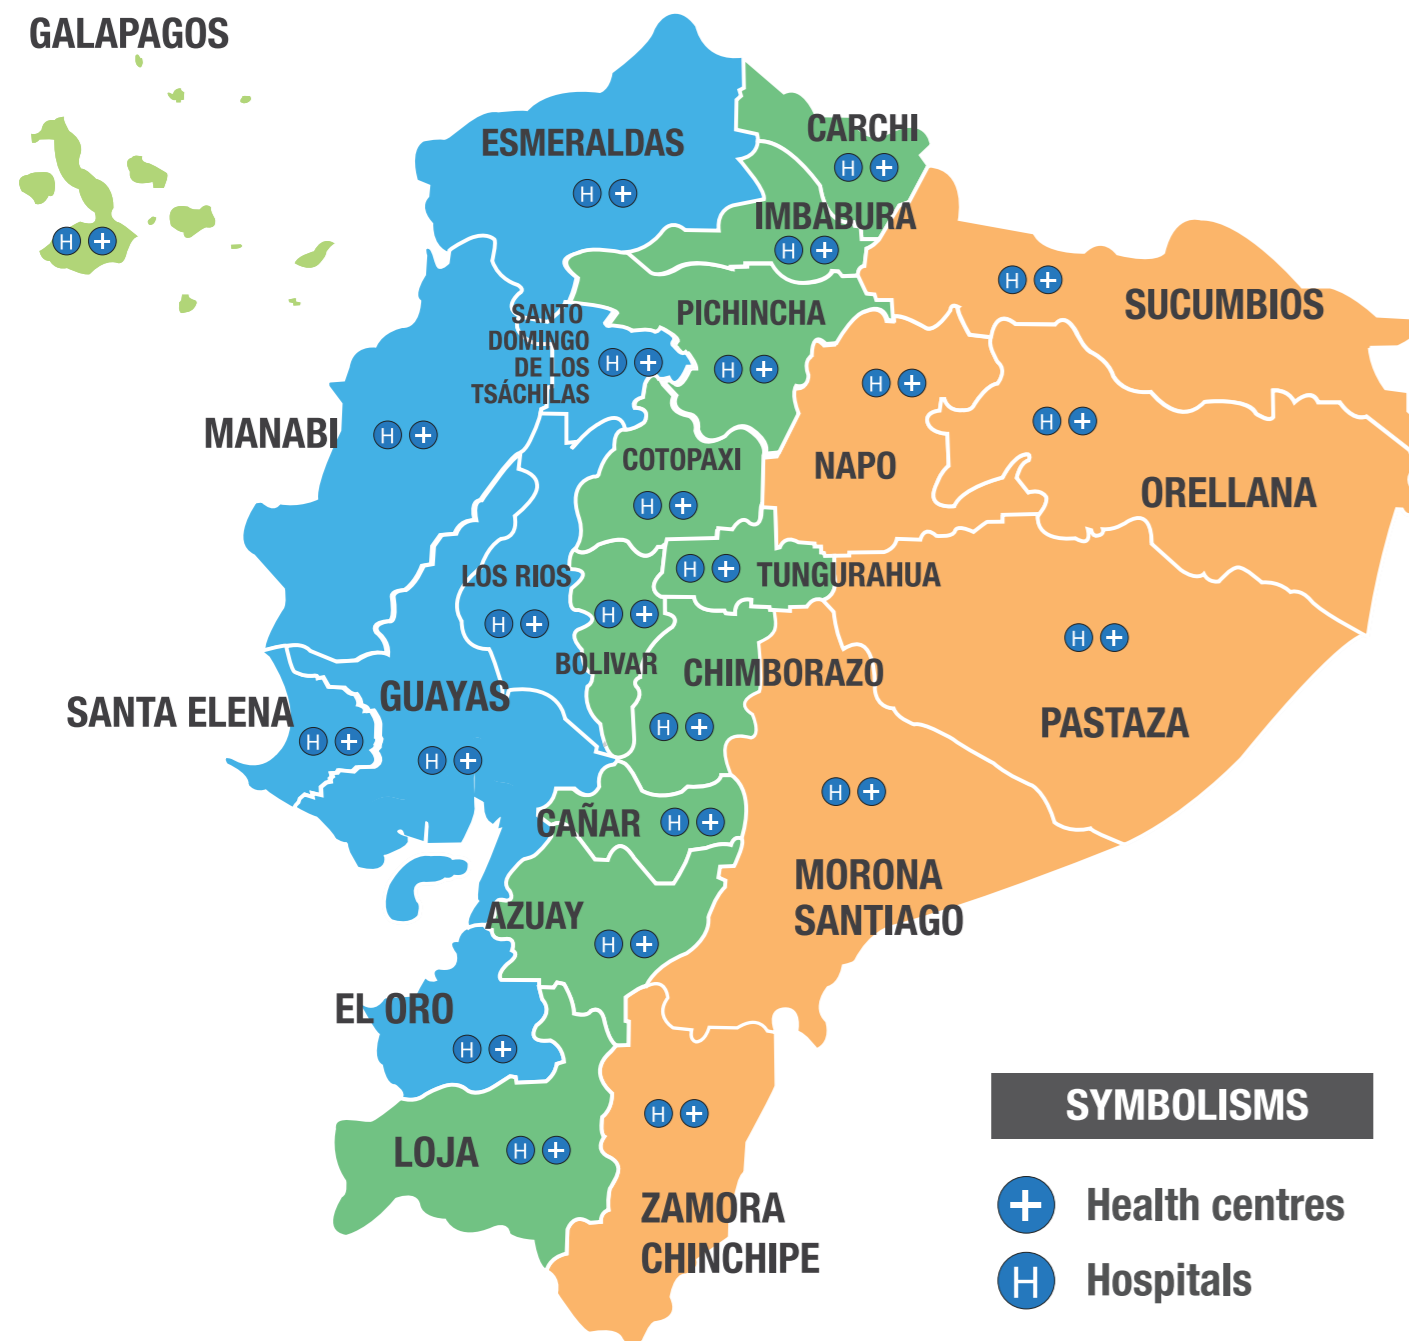 GALAPAGOS
ESMERALDAS
H
CARCHI
H
IMBABURA
H
H
SUCUMBIOS
H
PICHINCHA
H
SANTO
DOMINGO
DE LOS
TSÁCHILAS
H
NAPO
H
MANABI
H
ORELLANA
H
COTOPAXI
H
TUNGURAHUA
H
LOS RIOS
H
BOLIVAR
H
CHIMBORAZO
H
PASTAZA
H
SANTA ELENA
H
GUAYAS
H
CAÑAR
H
MORONA
SANTIAGO
H
AZUAY
H
EL ORO
H
LOJA
H
ZAMORA
CHINCHIPE
H
SYMBOLISMS
Health centres
H Hospitals